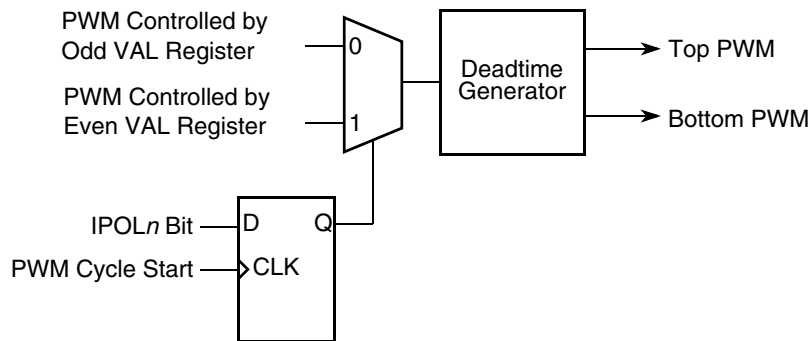 PWM Controlled by
Odd VAL Register
PWM Controlled by
Even VAL Register
0
1
Deadtime
Generator
Top PWM
Bottom PWM
IPOLn Bit
D
Q
PWM Cycle Start
CLK